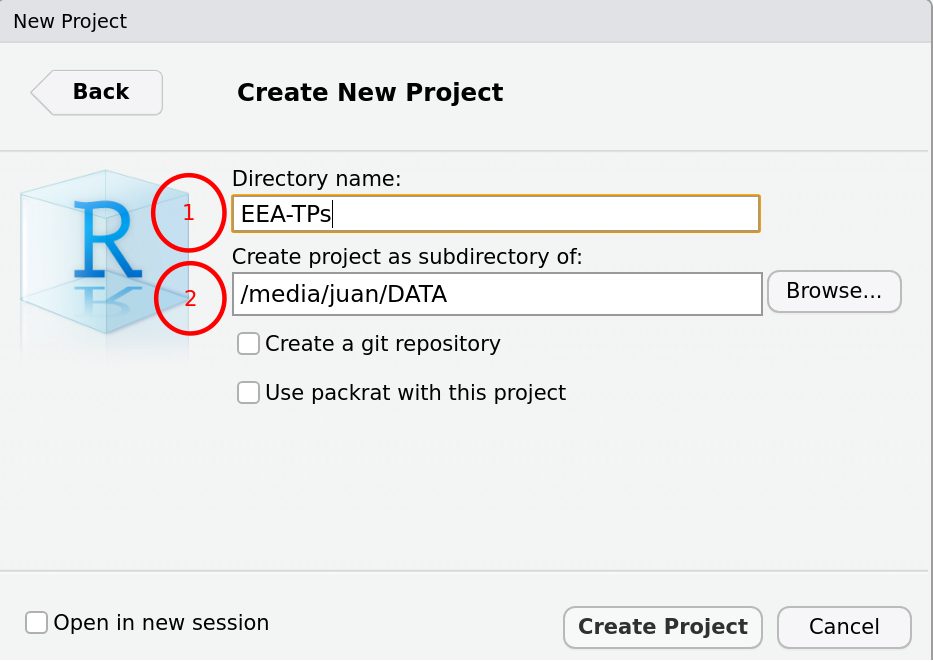 New Project
Back
Create New Project
Directory name:
R
1
EEA-TPs
Create project as subdirectory of:
2
/media/juan/DATA
Browse...
Create a git repository
Use packrat with this project
Open in new session
Create Project
Cancel